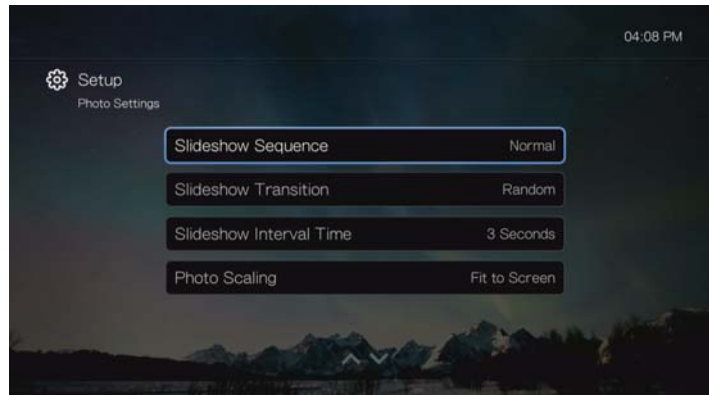 04:08 PM
Setup
Photo Settings
Slideshow Sequence Normal
Slideshow Transition Random
Slideshow Interval Time 3 Seconds
Photo Scaling Fit to Screen